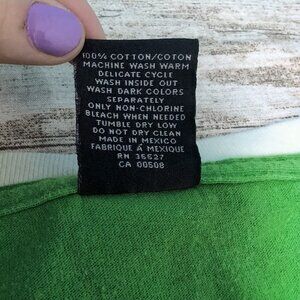 100% COTTON/COTON
MACHINE WASH WARM
DELICATE CYCLE
WASH INSIDE OUT
WASH DARK COLORS
SEPARATELY
ONLY NON-CHLORINE
BLEACH WHEN NEEDED
TUMBLE DRY LOW
DO NOT DRY CLEAN
MADE IN MEXICO
FABRIQUE À MEXIQUE
RN 35527
CA 00508